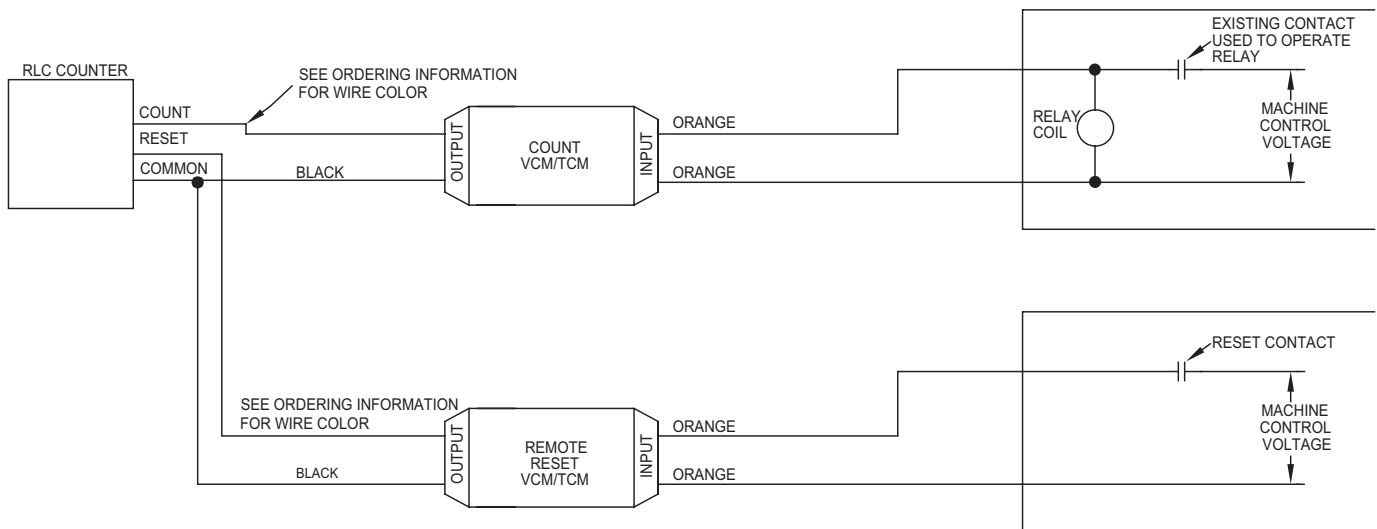 RLC COUNTER
COUNT
RESET
COMMON
SEE ORDERING INFORMATION
FOR WIRE COLOR
BLACK
OUTPUT
COUNT
VCM/TCM
INPUT
ORANGE
ORANGE
EXISTING CONTACT
USED TO OPERATE
RELAY
RELAY
COIL
MACHINE
CONTROL
VOLTAGE
SEE ORDERING INFORMATION
FOR WIRE COLOR
BLACK
OUTPUT
REMOTE
RESET
VCM/TCM
INPUT
ORANGE
ORANGE
RESET CONTACT
MACHINE
CONTROL
VOLTAGE